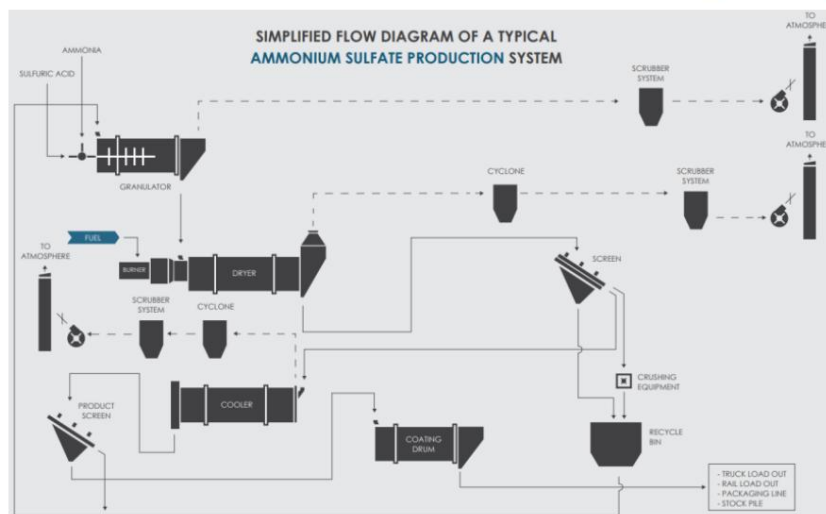 SIMPLIFIED FLOW DIAGRAM OF A TYPICAL
AMMONIUM SULFATE PRODUCTION SYSTEM
TO
ATMOSPHERE
AMMONIA
SULFURIC ACID
SCRUBBER
SYSTEM
GRANULATOR
TO
ATMOSPHERE
CYCLONE
SCRUBBER
SYSTEM
FUEL
TO
ATMOSPHERE
BURNER
DRYER
SCREEN
SCRUBBER
SYSTEM
CYCLONE
CRUSHING
EQUIPMENT
PRODUCT
SCREEN
COOLER
COATING
DRUM
RECYCLE
BIN
- TRUCK LOAD OUT
- RAIL LOAD OUT
- PACKAGING LINE
- STOCK PILE